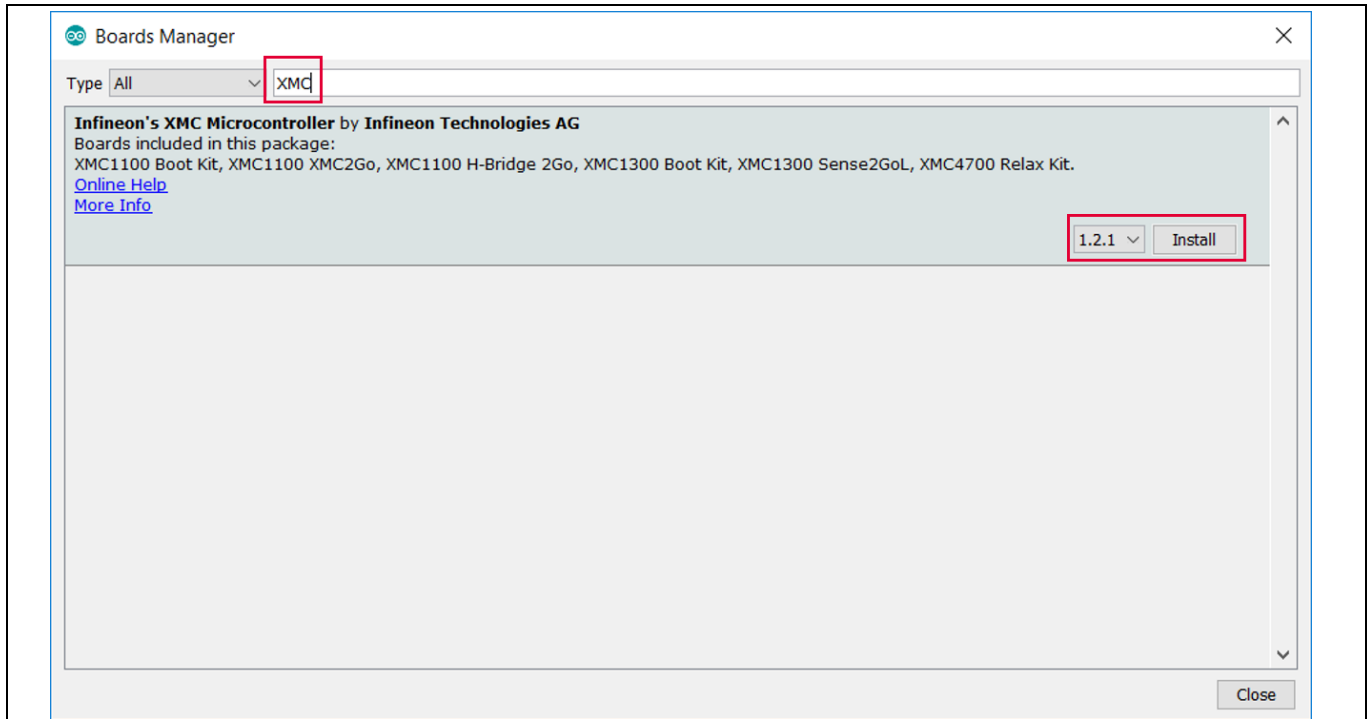 Boards Manager
Type All XMC
Infineon's XMC Microcontroller by Infineon Technologies AG
Boards included in this package:
XMC1100 Boot Kit, XMC1100 XMC2Go, XMC1100 H-Bridge 2Go, XMC1300 Boot Kit, XMC1300 Sense2GoL, XMC4700 Relax Kit.
Online Help
More Info
1.2.1 Install
Close